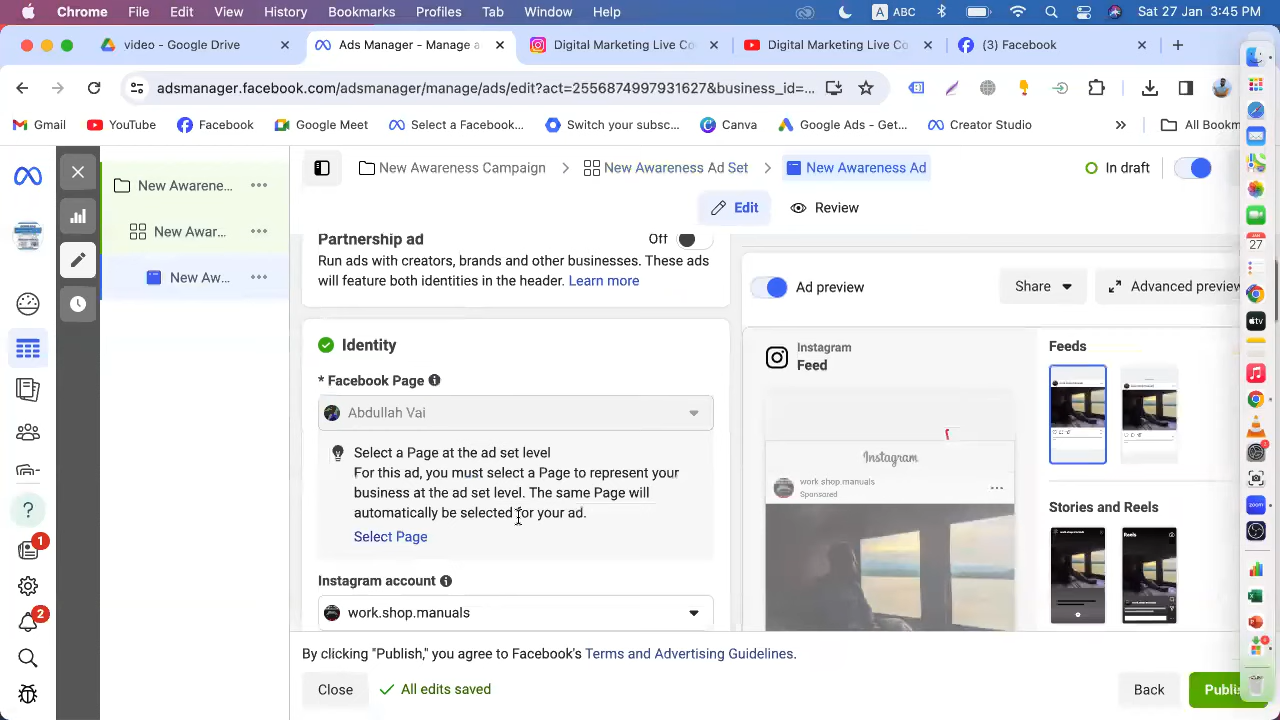 Chrome File Edit View History Bookmarks Profiles Tab Window Help A ABC Sat 27 Jan 3:45 PM
video - Google Drive Ads Manager - Manage a Digital Marketing Live Co Digital Marketing Live Co (3) Facebook
adsmanager.facebook.com/adsmanager/manage/ads/edit?act=2556874997931627&business_id=...
Gmail YouTube Facebook Google Meet Select a Facebook... Switch your subsc... Canva Google Ads - Get... Creator Studio » All Bookm
New Awarene... New Awareness Campaign New Awareness Ad Set New Awareness Ad In draft
Edit Review
New Awar...
New Aw...
Partnership ad Off
Run ads with creators, brands and other businesses. These ads
will feature both identities in the header. Learn more
Ad preview Share Advanced preview
Identity
* Facebook Page
Abdullah Vai
Select a Page at the ad set level
For this ad, you must select a Page to represent your
business at the ad set level. The same Page will
automatically be selected for your ad.
Select Page
Instagram account
work.shop.manuals
Instagram
Feed
Instagram
work.shop.manuals
Sponsored
Feeds
Stories and Reels
Reels
JAN
27
tv
zoom
1
2
By clicking "Publish," you agree to Facebook's Terms and Advertising Guidelines.
Close All edits saved Back Publi